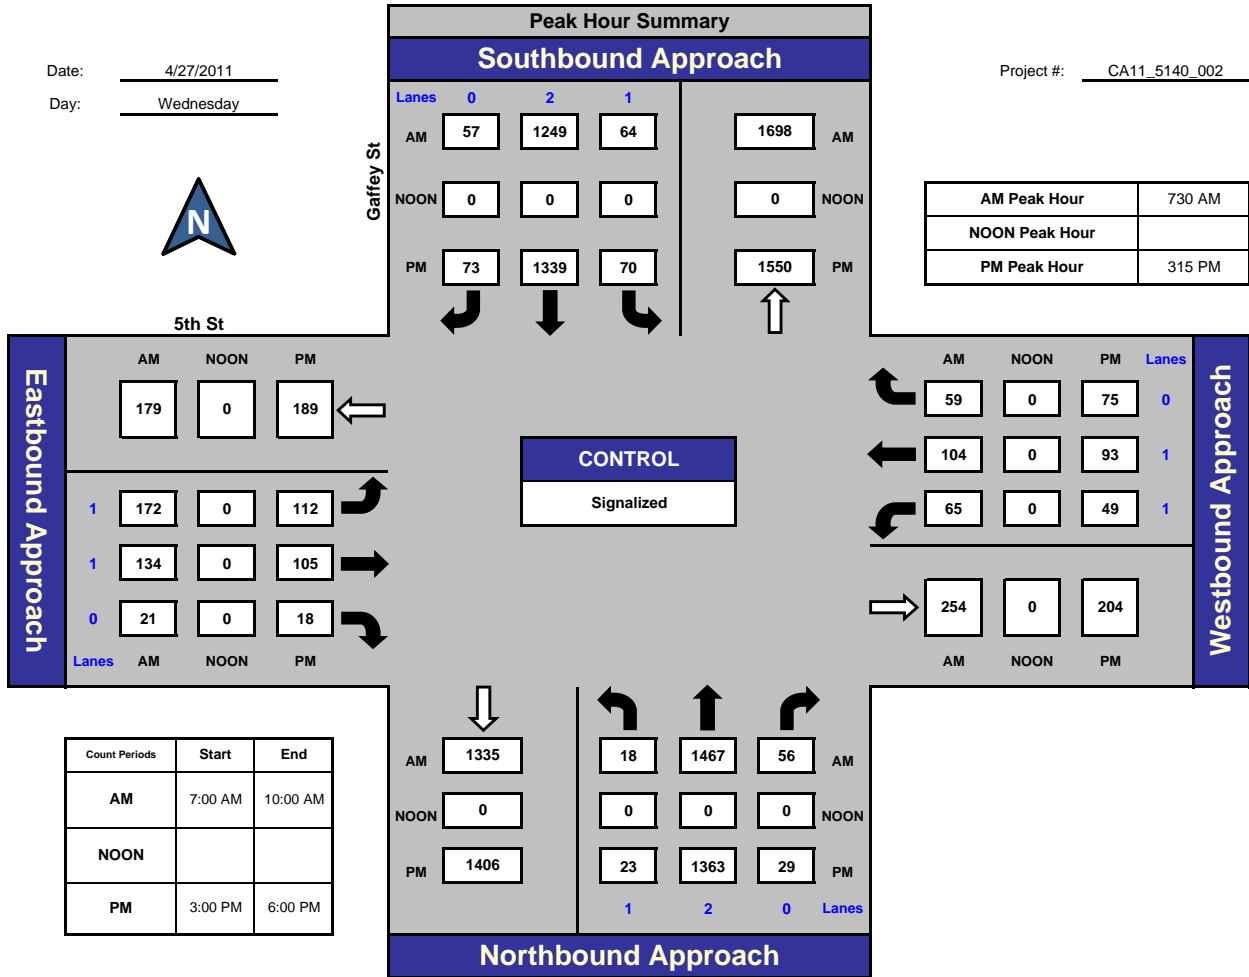 Peak Hour Summary
Southbound Approach
Date: 4/27/2011
Day: Wednesday
Project #: CA11_5140_002
N
Gaffey St
Lanes 0 2 1
AM 57 1249 64 1698 AM
NOON 0 0 0 0 NOON
PM 73 1339 70 1550 PM
AM Peak Hour 730 AM
NOON Peak Hour
PM Peak Hour 315 PM
5th St
Eastbound Approach
AM NOON PM
179 0 189
1 172 0 112
1 134 0 105
0 21 0 18
Lanes AM NOON PM
CONTROL
Signalized
AM NOON PM Lanes
59 0 75 0
104 0 93 1
65 0 49 1
254 0 204
AM NOON PM
Westbound Approach
Count Periods Start End
AM 7:00 AM 10:00 AM
NOON
PM 3:00 PM 6:00 PM
AM 1335 18 1467 56 AM
NOON 0 0 0 0 NOON
PM 1406 23 1363 29 PM
1 2 0 Lanes
Northbound Approach